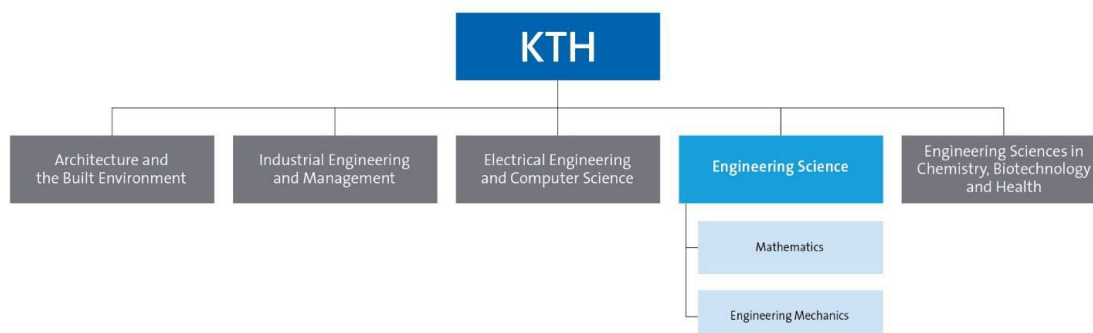 KTH
Architecture and
the Built Environment
Industrial Engineering
and Management
Electrical Engineering
and Computer Science
Engineering Science
Engineering Sciences in
Chemistry, Biotechnology
and Health
Mathematics
Engineering Mechanics